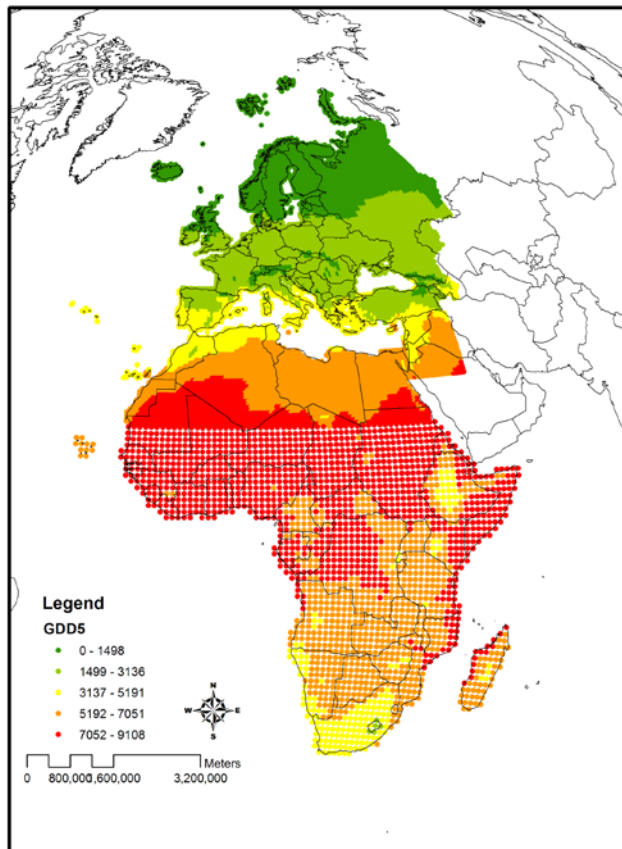 Legend
GDD5
0 - 1498
1499 - 3136
3137 - 5191
5192 - 7051
7052 - 9108
N
W E
S
Meters
0 800,000 1,600,000 3,200,000